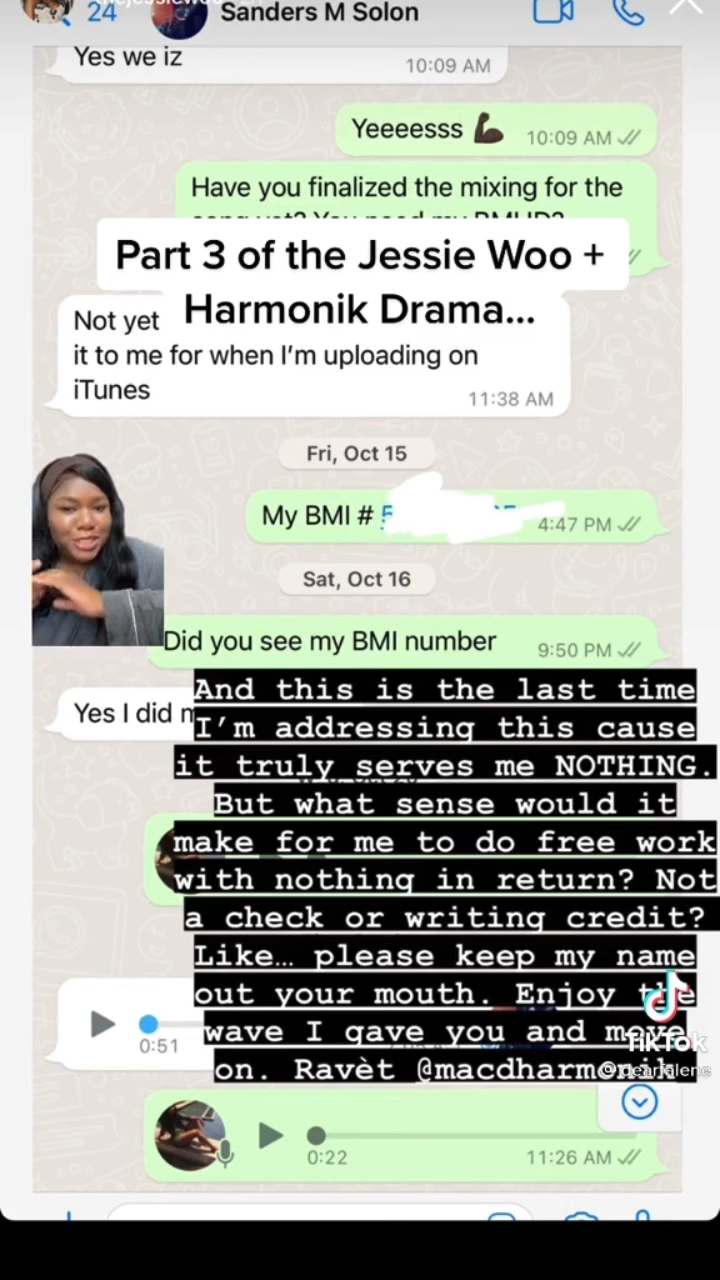 24
Sanders M Solon
Yes we iz
10:09 AM
Yeeeesss 💪🏿 10:09 AM
Have you finalized the mixing for the
Part 3 of the Jessie Woo +
Harmonik Drama...
Not yet
it to me for when I'm uploading on
iTunes
11:38 AM
Fri, Oct 15
My BMI #
4:47 PM
Sat, Oct 16
Did you see my BMI number
9:50 PM
Yes I did
And this is the last time
I'm addressing this cause
it truly serves me NOTHING.
But what sense would it
make for me to do free work
with nothing in return? Not
a check or writing credit?
Like… please keep my name
out your mouth. Enjoy the
wave I gave you and move
on. Ravèt @macdharmonik
0:51
TikTok
0:22
11:26 AM